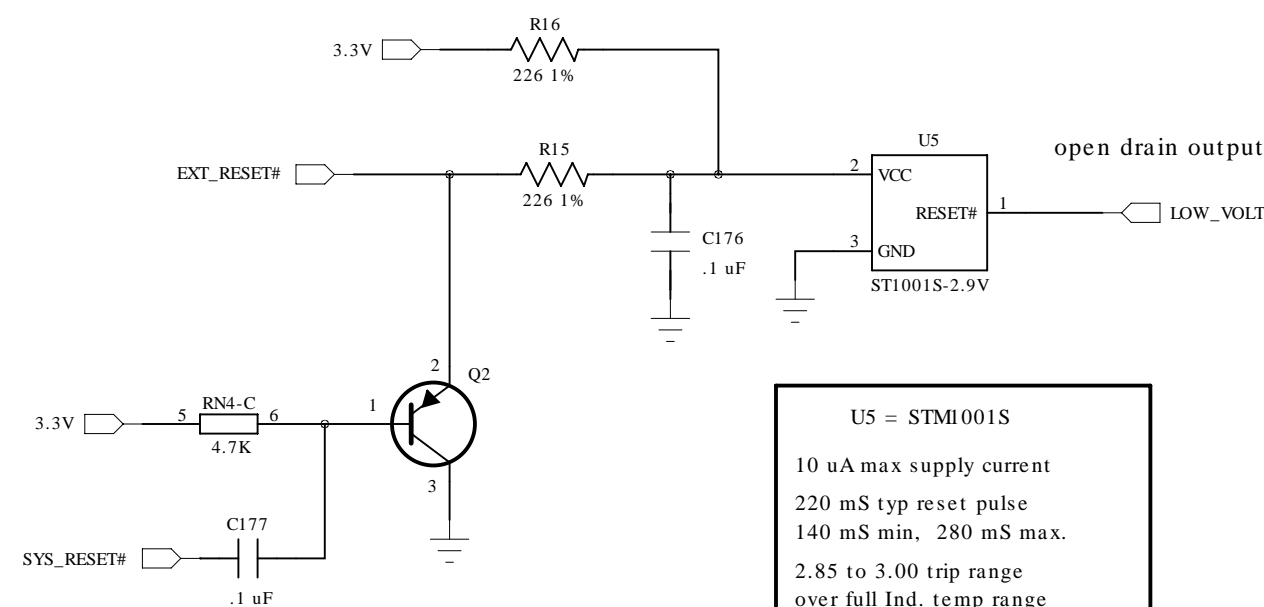 R16
3.3V
226 1%
U5
open drain output
R15
EXT_RESET#
226 1%
2
VCC
RESET#
1
LOW_VOLT
C176
.1 uF
3
GND
ST1001S-2.9V
2
Q2
U5 = STM1001S
RN4-C
1
3.3V
5
6
4.7K
10 uA max supply current
3
220 mS typ reset pulse
140 mS min, 280 mS max.
C177
SYS_RESET#
.1 uF
2.85 to 3.00 trip range
over full Ind. temp range